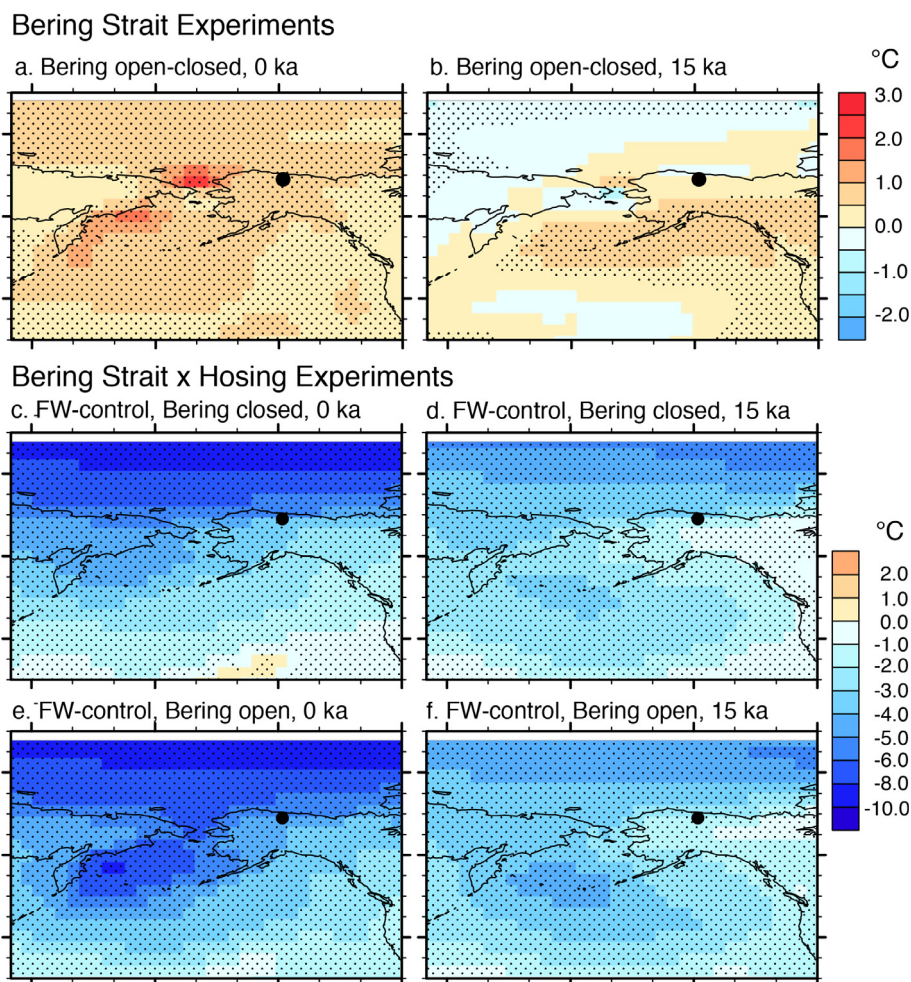 Bering Strait Experiments
a. Bering open-closed, 0 ka
b. Bering open-closed, 15 ka
°C
3.0
2.0
1.0
0.0
-1.0
-2.0
Bering Strait x Hosing Experiments
c. FW-control, Bering closed, 0 ka
d. FW-control, Bering closed, 15 ka
°C
2.0
1.0
0.0
-1.0
-2.0
-3.0
-4.0
-5.0
-6.0
-8.0
-10.0
e. FW-control, Bering open, 0 ka
f. FW-control, Bering open, 15 ka